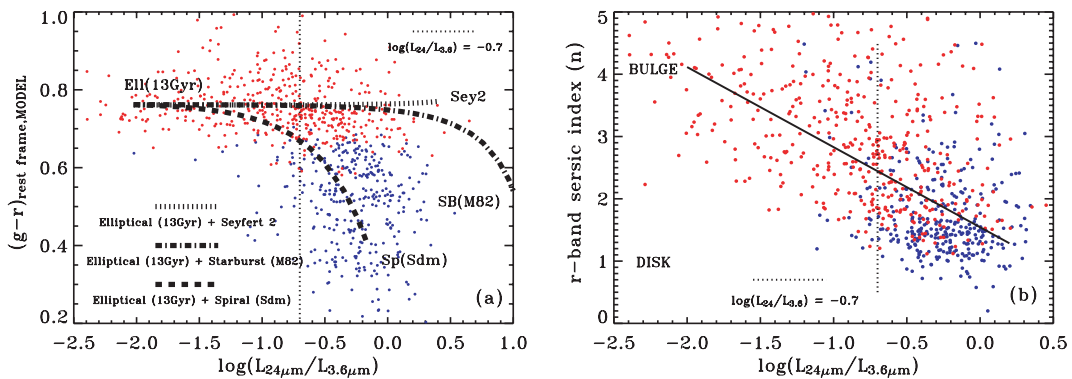 1.0
0.8
0.6
0.4
0.2
(g−r)rest frame,MODEL
log(L24/L3.6) = −0.7
Ell(13Gyr)
Sey2
SB(M82)
Elliptical (13Gyr) + Seyfert 2
Elliptical (13Gyr) + Starburst (M82)
Sp(Sdm)
Elliptical (13Gyr) + Spiral (Sdm)
(a)
−2.5 −2.0 −1.5 −1.0 −0.5 0.0 0.5 1.0
log(L24μm/L3.6μm)
5
4
3
2
1
0
r−band sersic index (n)
BULGE
DISK
log(L24/L3.6) = −0.7
(b)
−2.5 −2.0 −1.5 −1.0 −0.5 0.0 0.5
log(L24μm/L3.6μm)